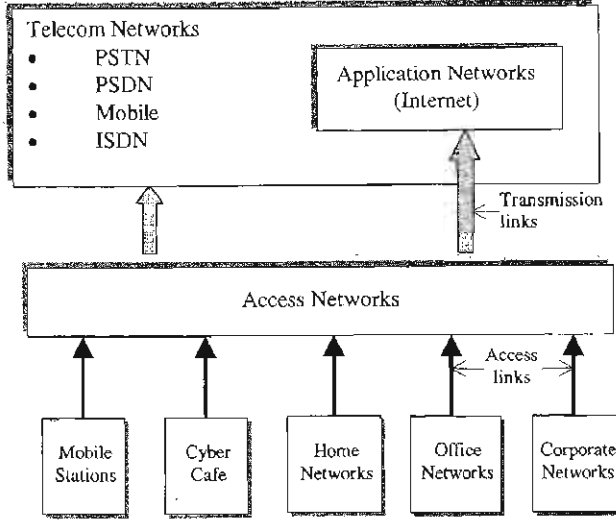 Telecom Networks
• PSTN
• PSDN
• Mobile
• ISDN
Application Networks
(Internet)
Transmission
links
Access Networks
Access
links
Mobile
Stations
Cyber
Cafe
Home
Networks
Office
Networks
Corporate
Networks